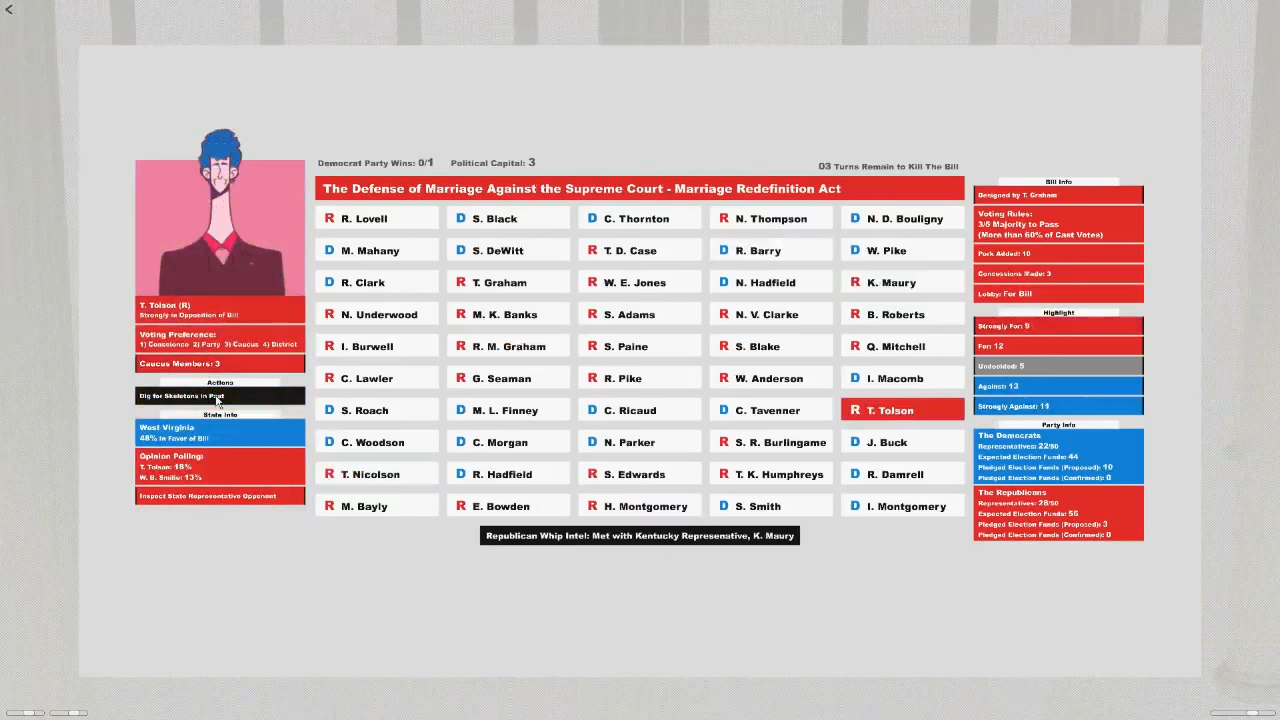 Democrat Party Wins: 0/1
Political Capital: 3
03 Turns Remain to Kill The Bill
The Defense of Marriage Against the Supreme Court - Marriage Redefinition Act
R R. Lovell
D S. Black
D C. Thornton
R N. Thompson
D N. D. Bouligny
D M. Mahany
D S. DeWitt
R T. D. Case
D R. Barry
D W. Pike
D R. Clark
R T. Graham
R W. E. Jones
D N. Hadfield
R K. Maury
R N. Underwood
R M. K. Banks
R S. Adams
R N. V. Clarke
R B. Roberts
R I. Burwell
R R. M. Graham
R S. Paine
R S. Blake
R Q. Mitchell
R C. Lawler
R G. Seaman
R R. Pike
R W. Anderson
D I. Macomb
D S. Roach
D M. L. Finney
D C. Ricaud
D C. Tavenner
R T. Tolson
D C. Woodson
D C. Morgan
D N. Parker
R S. R. Burlingame
D J. Buck
R T. Nicolson
D R. Hadfield
R S. Edwards
R T. K. Humphreys
D R. Damrell
R M. Bayly
R E. Bowden
R H. Montgomery
D S. Smith
D I. Montgomery
Republican Whip Intel: Met with Kentucky Represenative, K. Maury
T. Tolson (R)
Strongly in Opposition of Bill
Voting Preference:
1) Conscience 2) Party 3) Caucus 4) District
Caucus Members: 3
Actions
Dig for Skeletons in Past
State Info
West Virginia
48% in Favor of Bill
Opinion Polling:
T. Tolson: 18%
W. B. Smilie: 13%
Inspect State Representative Opponent
Bill Info
Designed by T. Graham
Voting Rules:
3/5 Majority to Pass
(More than 60% of Cast Votes)
Pork Added: 10
Concessions Made: 3
Lobby: For Bill
Highlight
Strongly For: 9
For: 12
Undecided: 5
Against: 13
Strongly Against: 11
Party Info
The Democrats
Representatives: 22/50
Expected Election Funds: 44
Pledged Election Funds (Proposed): 10
Pledged Election Funds (Confirmed): 0
The Republicans
Representatives: 28/50
Expected Election Funds: 56
Pledged Election Funds (Proposed): 3
Pledged Election Funds (Confirmed): 0